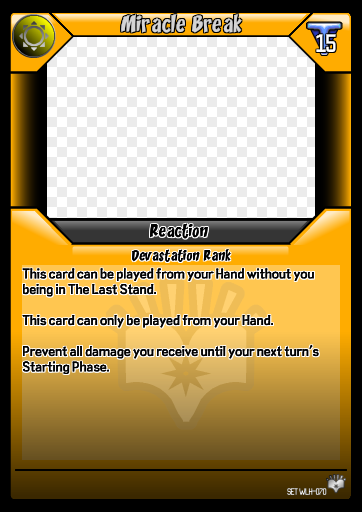 Miracle Break
15
Reaction
Devastation Rank
This card can be played from your Hand without you
being in The Last Stand.
This card can only be played from your Hand.
Prevent all damage you receive until your next turn's
Starting Phase.
SET WLH-070